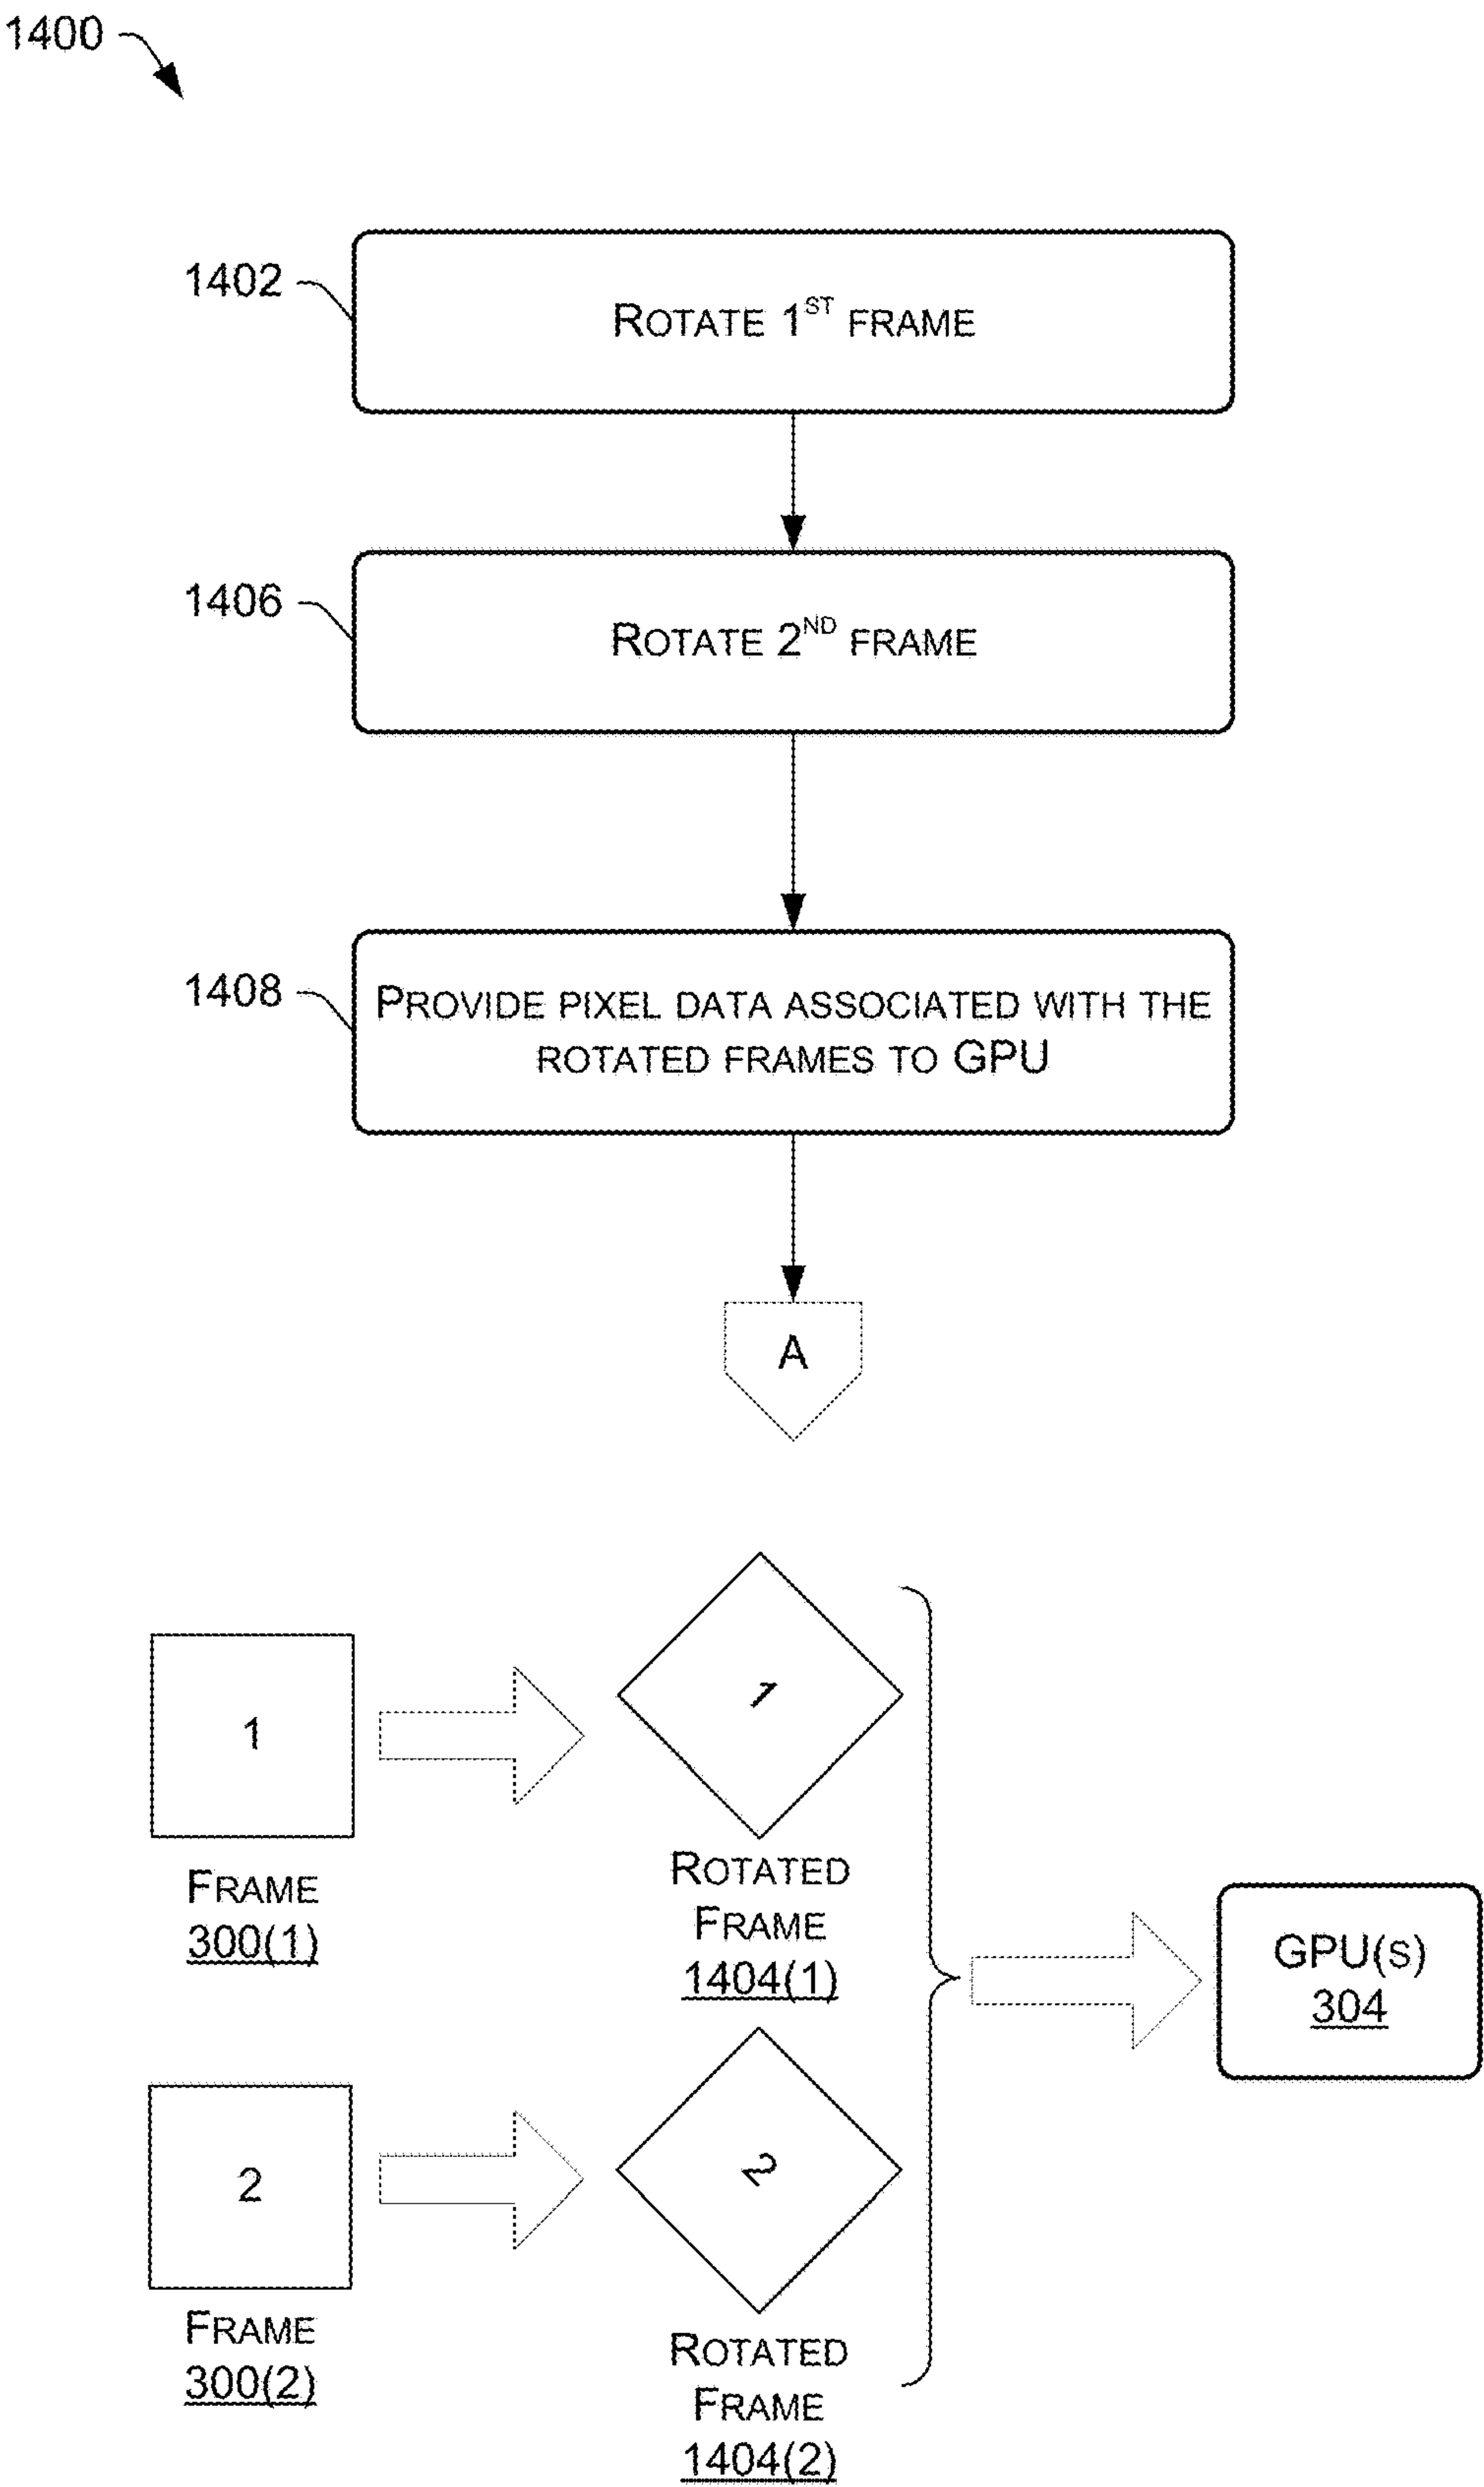 1400
1402
ROTATE 1ST FRAME
1406
ROTATE 2ND FRAME
1408
PROVIDE PIXEL DATA ASSOCIATED WITH THE
ROTATED FRAMES TO GPU
A
1
FRAME
300(1)
1
ROTATED
FRAME
1404(1)
2
FRAME
300(2)
2
ROTATED
FRAME
1404(2)
GPU(S)
304